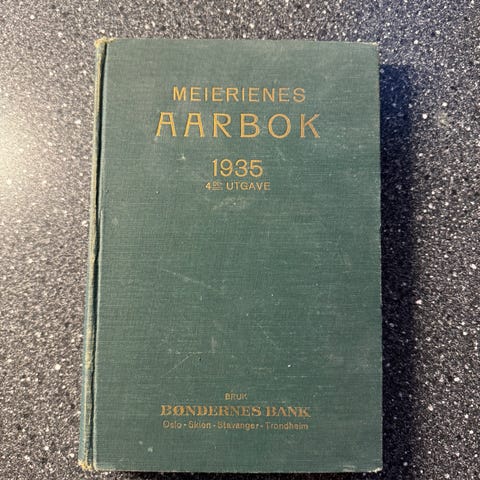 MEIERIENES
AARBOK
1935
4DE UTGAVE
BRUK
BØNDERNES BANK
Oslo - Skien - Stavanger - Trondheim